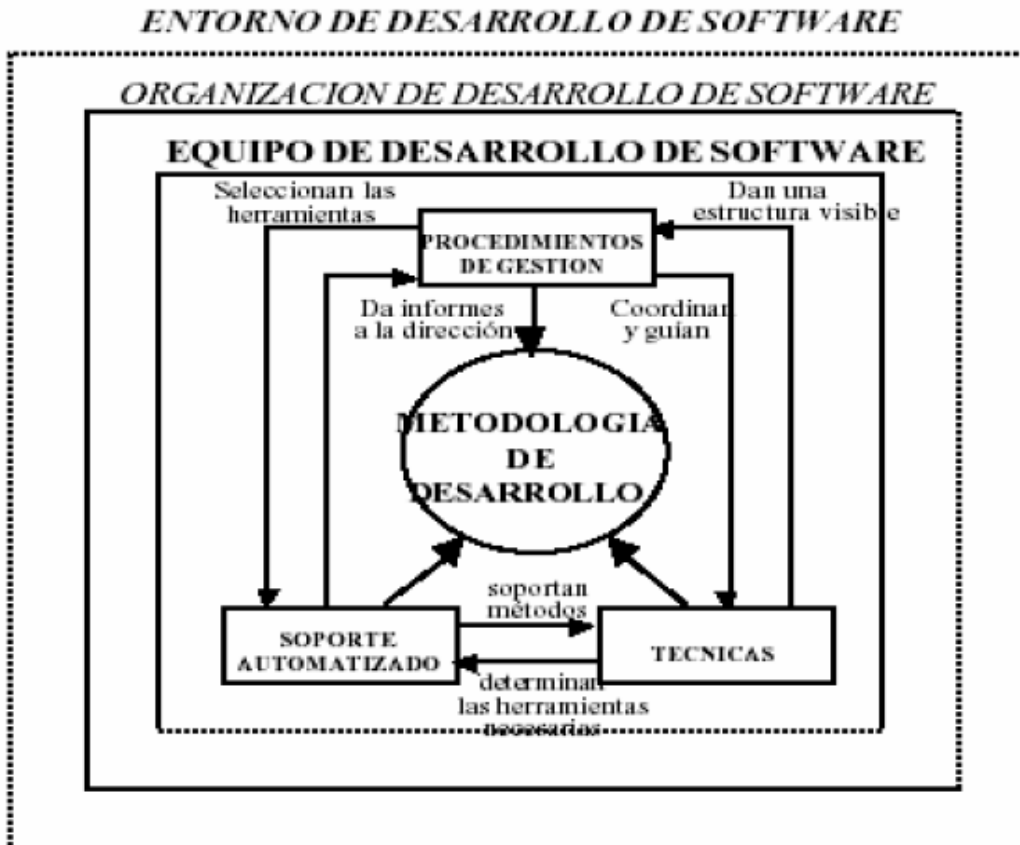 ENTORNO DE DESARROLLO DE SOFTWARE
ORGANIZACION DE DESARROLLO DE SOFTWARE
EQUIPO DE DESARROLLO DE SOFTWARE
Seleccionan las
herramientas
Dan una
estructura visible
PROCEDIMIENTOS
DE GESTION
Da informes
a la dirección
Coordinan
y guían
METODOLOGIA
DE
DESARROLLO
soportan
métodos
SOPORTE
AUTOMATIZADO
TECNICAS
determinan
las herramientas
necesarias